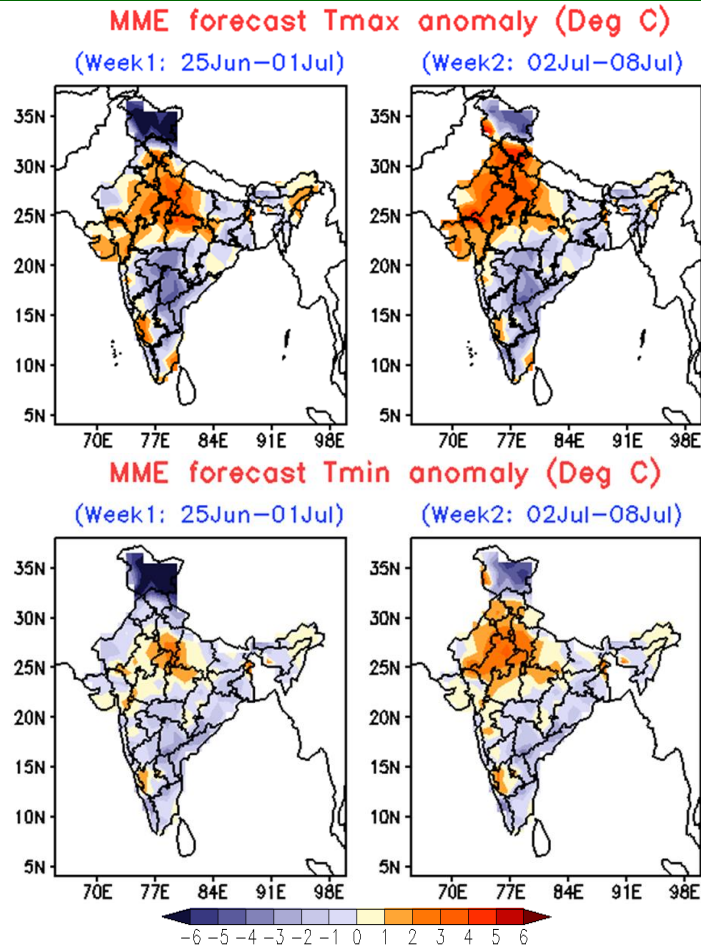 MME forecast Tmax anomaly (Deg C)
(Week1: 25Jun-01Jul) (Week2: 02Jul-08Jul)
35N 35N
30N 30N
25N 25N
20N 20N
15N 15N
10N 10N
5N 5N
70E 77E 84E 91E 98E 70E 77E 84E 91E 98E
MME forecast Tmin anomaly (Deg C)
(Week1: 25Jun-01Jul) (Week2: 02Jul-08Jul)
35N 35N
30N 30N
25N 25N
20N 20N
15N 15N
10N 10N
5N 5N
70E 77E 84E 91E 98E 70E 77E 84E 91E 98E
-6 -5 -4 -3 -2 -1 0 1 2 3 4 5 6